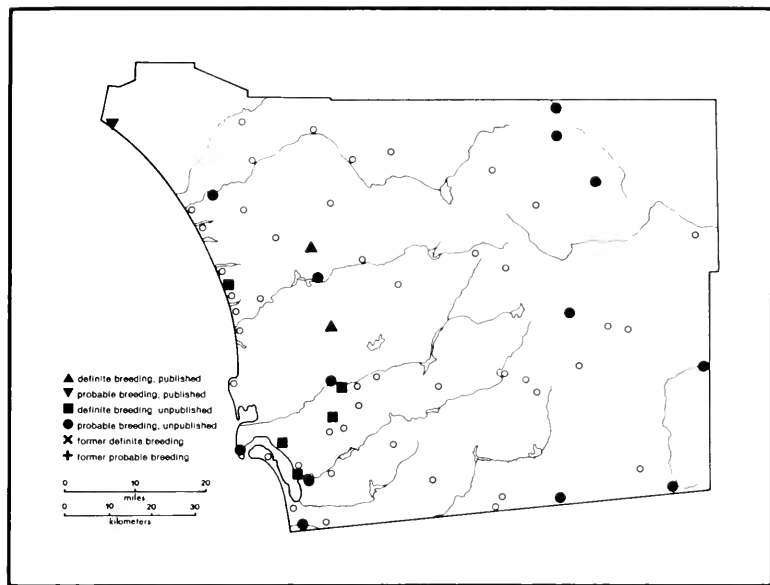 definite breeding, published
probable breeding, published
definite breeding unpublished
probable breeding, unpublished
former definite breeding
former probable breeding
0 10 20
miles
0 10 20 30
kilometers